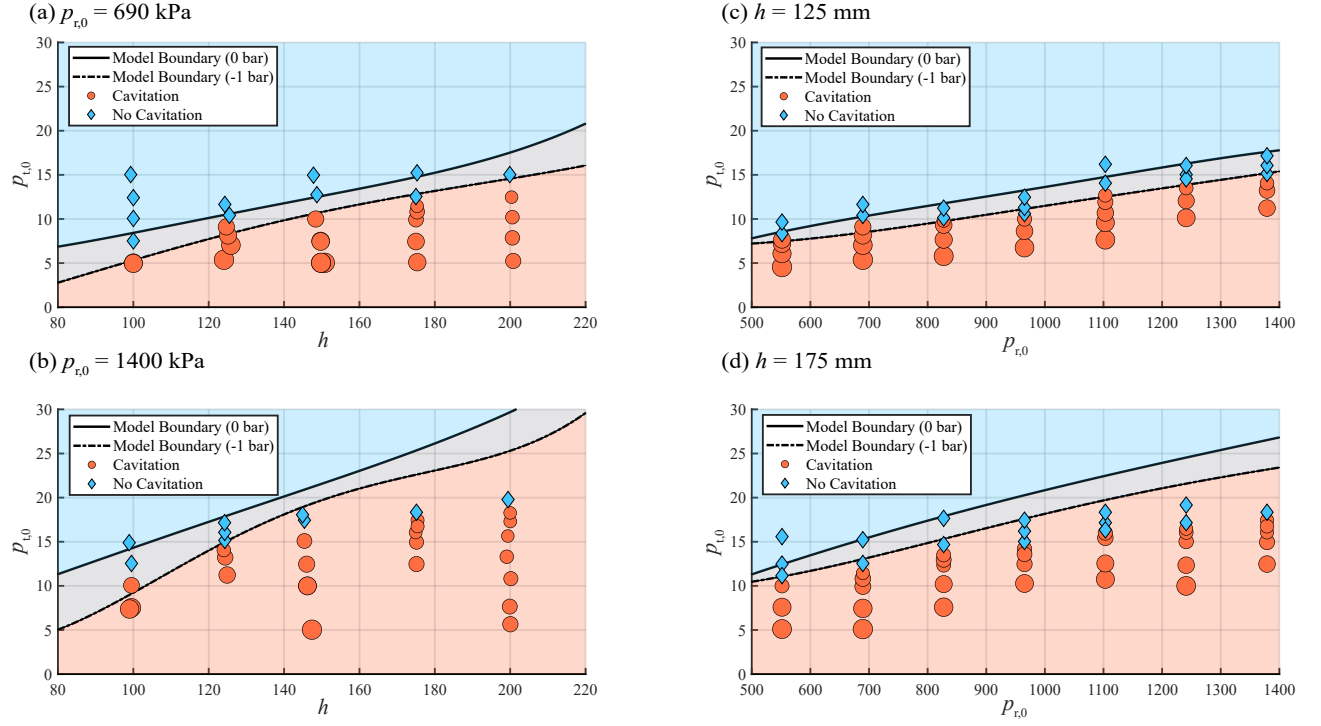 (a) p_r,0 = 690 kPa
30
25
20
15
10
5
0
p_t,0
Model Boundary (0 bar)
Model Boundary (-1 bar)
Cavitation
No Cavitation
80 100 120 140 160 180 200 220
h
(c) h = 125 mm
30
25
20
15
10
5
0
p_t,0
Model Boundary (0 bar)
Model Boundary (-1 bar)
Cavitation
No Cavitation
500 600 700 800 900 1000 1100 1200 1300 1400
p_r,0
(b) p_r,0 = 1400 kPa
30
25
20
15
10
5
0
p_t,0
Model Boundary (0 bar)
Model Boundary (-1 bar)
Cavitation
No Cavitation
80 100 120 140 160 180 200 220
h
(d) h = 175 mm
30
25
20
15
10
5
0
p_t,0
Model Boundary (0 bar)
Model Boundary (-1 bar)
Cavitation
No Cavitation
500 600 700 800 900 1000 1100 1200 1300 1400
p_r,0